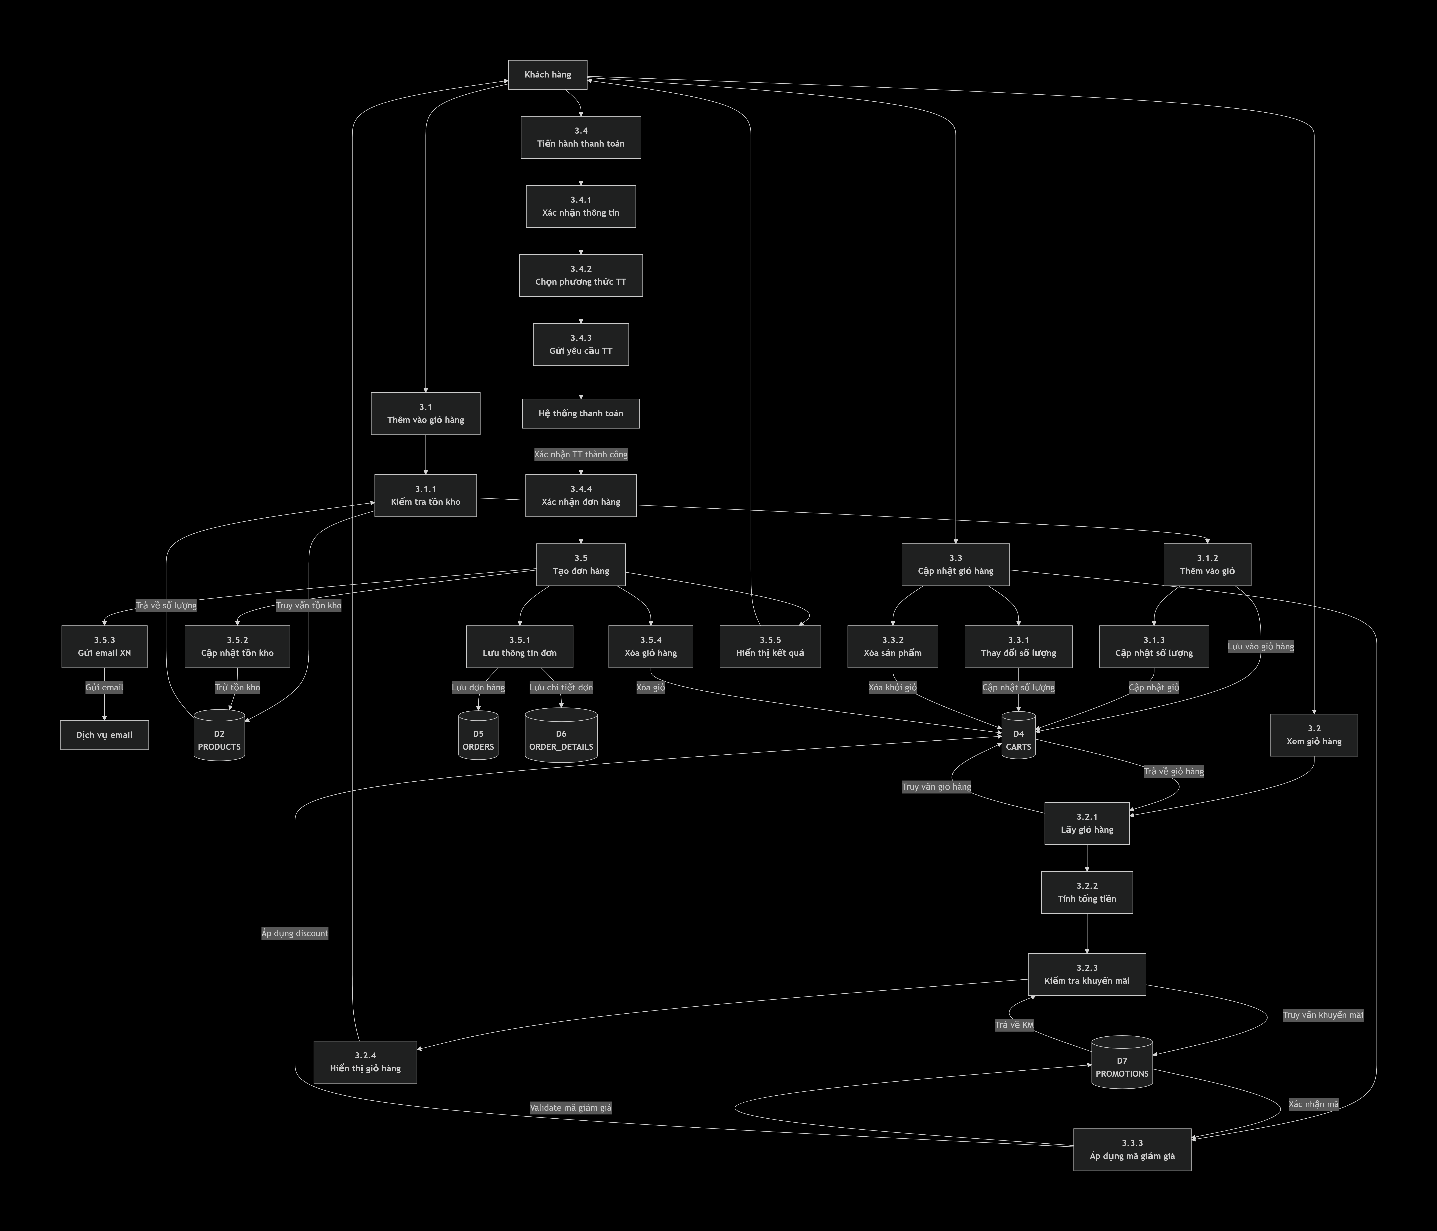 Khách hàng
3.4
Tiến hành thanh toán
3.4.1
Xác nhận thông tin
3.4.2
Chọn phương thức TT
3.4.3
Gửi yêu cầu TT
3.1
Thêm vào giỏ hàng
Hệ thống thanh toán
Xác nhận TT thành công
3.1.1
Kiểm tra tồn kho
3.4.4
Xác nhận đơn hàng
3.5
Tạo đơn hàng
3.3
Cập nhật giỏ hàng
3.1.2
Thêm vào giỏ
Trả về số lượng
Truy vấn tồn kho
3.5.3
Gửi email XN
3.5.2
Cập nhật tồn kho
3.5.1
Lưu thông tin đơn
3.5.4
Xóa giỏ hàng
3.5.5
Hiển thị kết quả
3.3.2
Xóa sản phẩm
3.3.1
Thay đổi số lượng
3.1.3
Cập nhật số lượng
Lưu vào giỏ hàng
Gửi email
Trừ tồn kho
Lưu đơn hàng
Lưu chi tiết đơn
Xóa giỏ
Xóa khỏi giỏ
Cập nhật số lượng
Cập nhật giỏ
Dịch vụ email
D2
PRODUCTS
D5
ORDERS
D6
ORDER_DETAILS
D4
CARTS
3.2
Xem giỏ hàng
Truy vấn giỏ hàng
Trả về giỏ hàng
3.2.1
Lấy giỏ hàng
3.2.2
Tính tổng tiền
Áp dụng discount
3.2.3
Kiểm tra khuyến mãi
Trả về KM
Truy vấn khuyến mãi
3.2.4
Hiển thị giỏ hàng
D7
PROMOTIONS
Validate mã giảm giá
Xác nhận mã
3.3.3
Áp dụng mã giảm giá